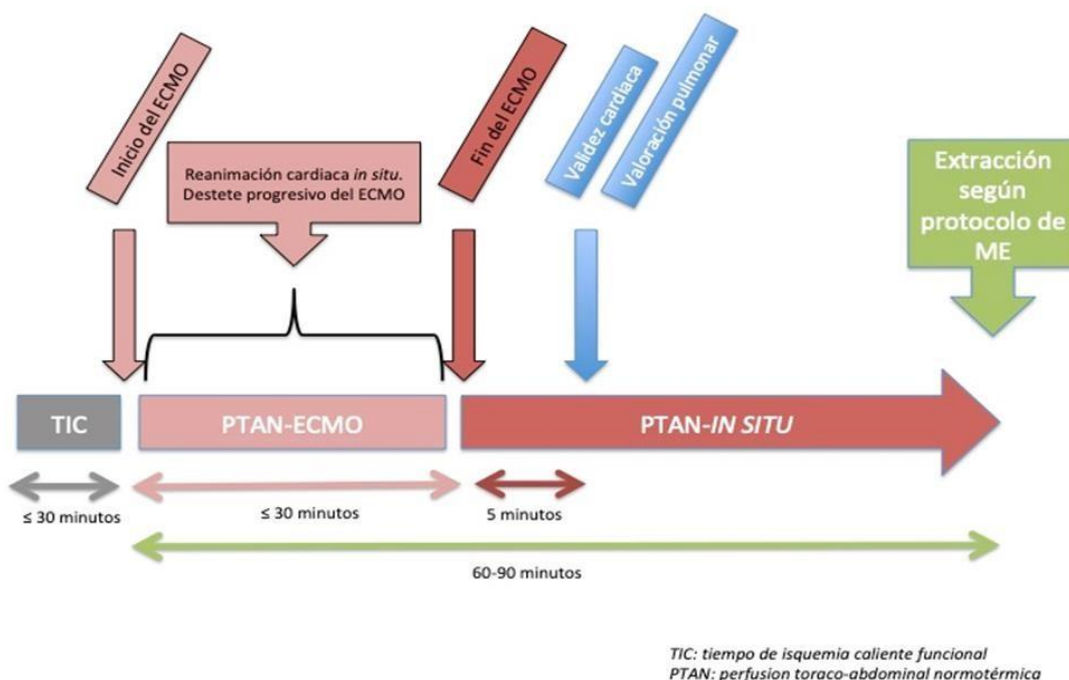 Inicio del ECMO
Reanimación cardiaca in situ.
Destete progresivo del ECMO
Fin del ECMO
Validez cardiaca
Valoración pulmonar
Extracción
según
protocolo de
ME
TIC
PTAN-ECMO
PTAN-IN SITU
≤ 30 minutos
≤ 30 minutos
5 minutos
60-90 minutos
TIC: tiempo de isquemia caliente funcional
PTAN: perfusion toraco-abdominal normotérmica